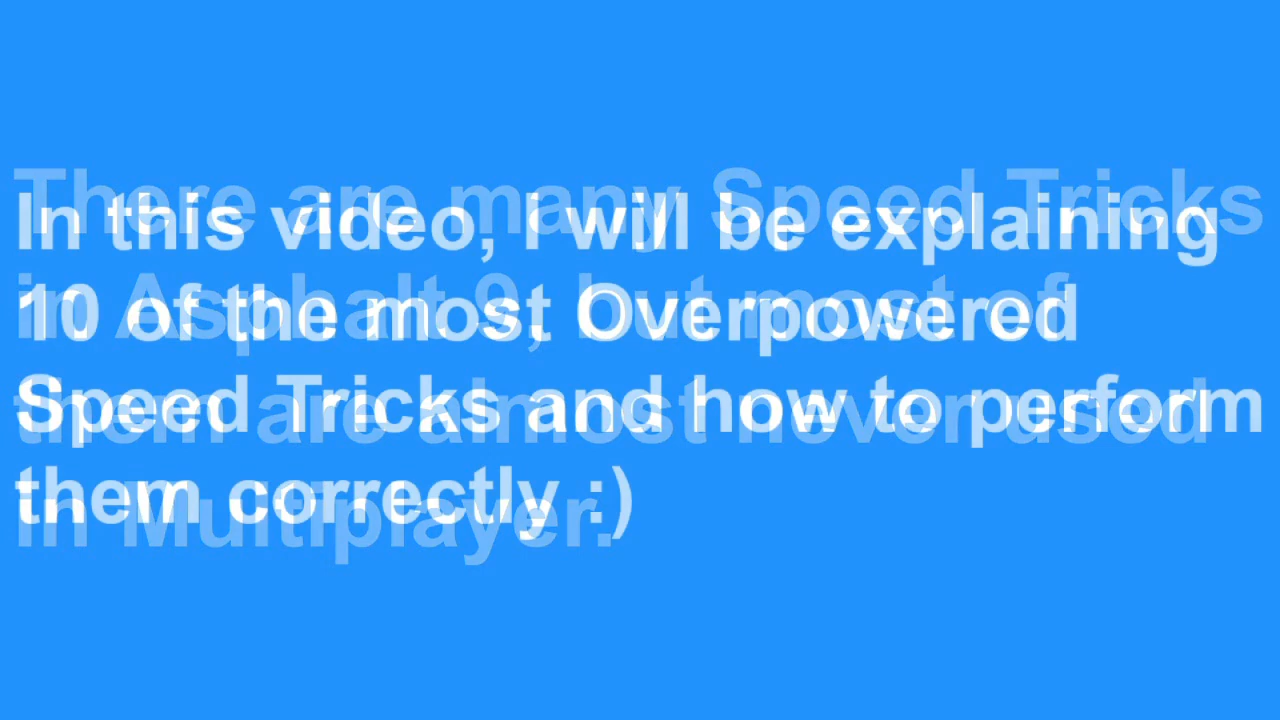 There are many Speed Tricks
in Asphalt 9, but most of
them are almost never used
in Multiplayer.
In this video, I will be explaining
10 of the most Overpowered
Speed Tricks and how to perform
them correctly :)